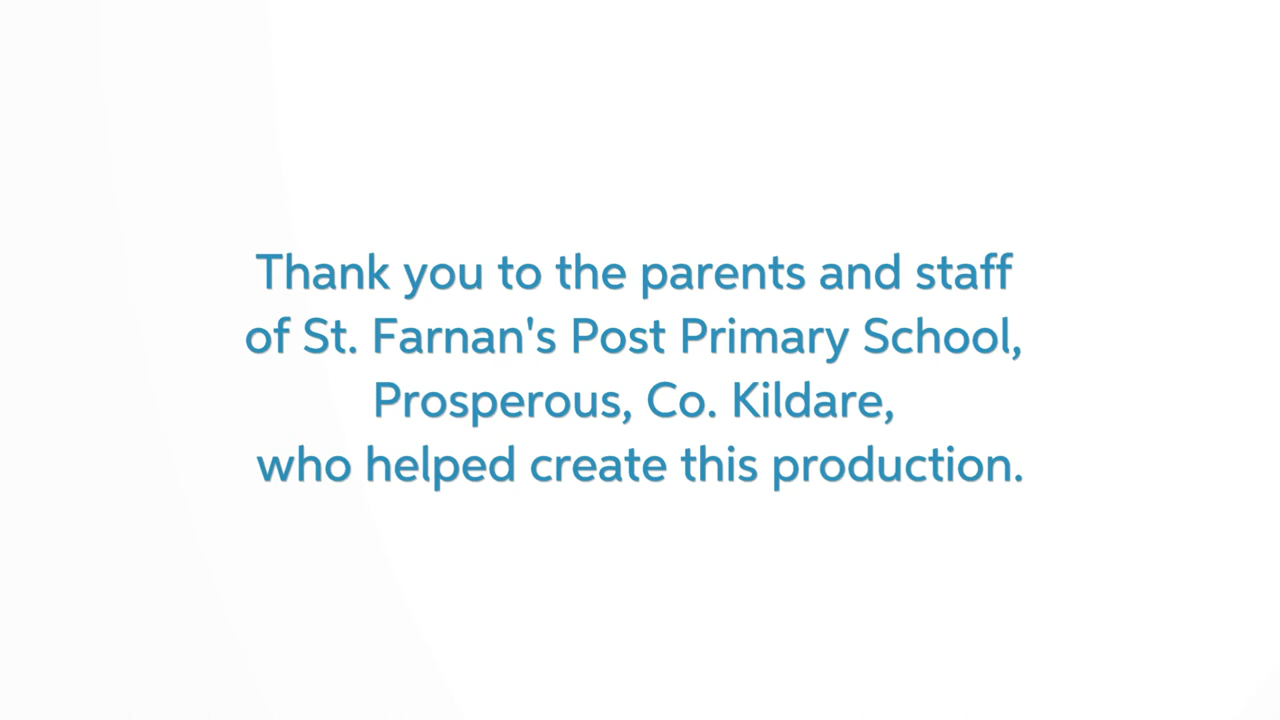 Thank you to the parents and staff
of St. Farnan's Post Primary School,
Prosperous, Co. Kildare,
who helped create this production.